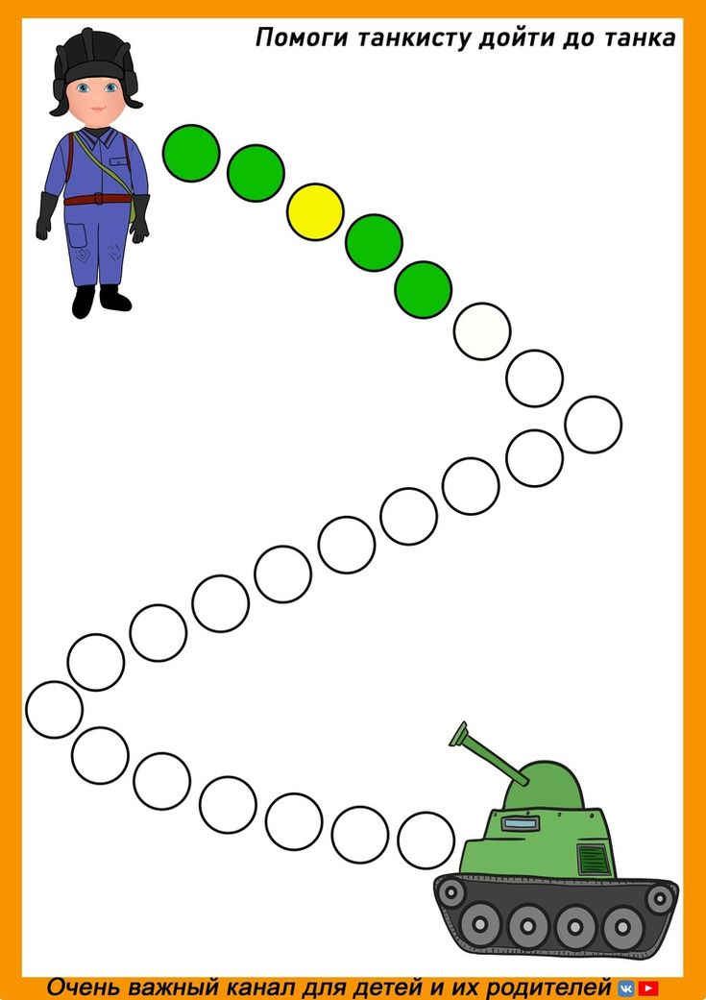 Помоги танкисту дойти до танка
Очень важный канал для детей и их родителей